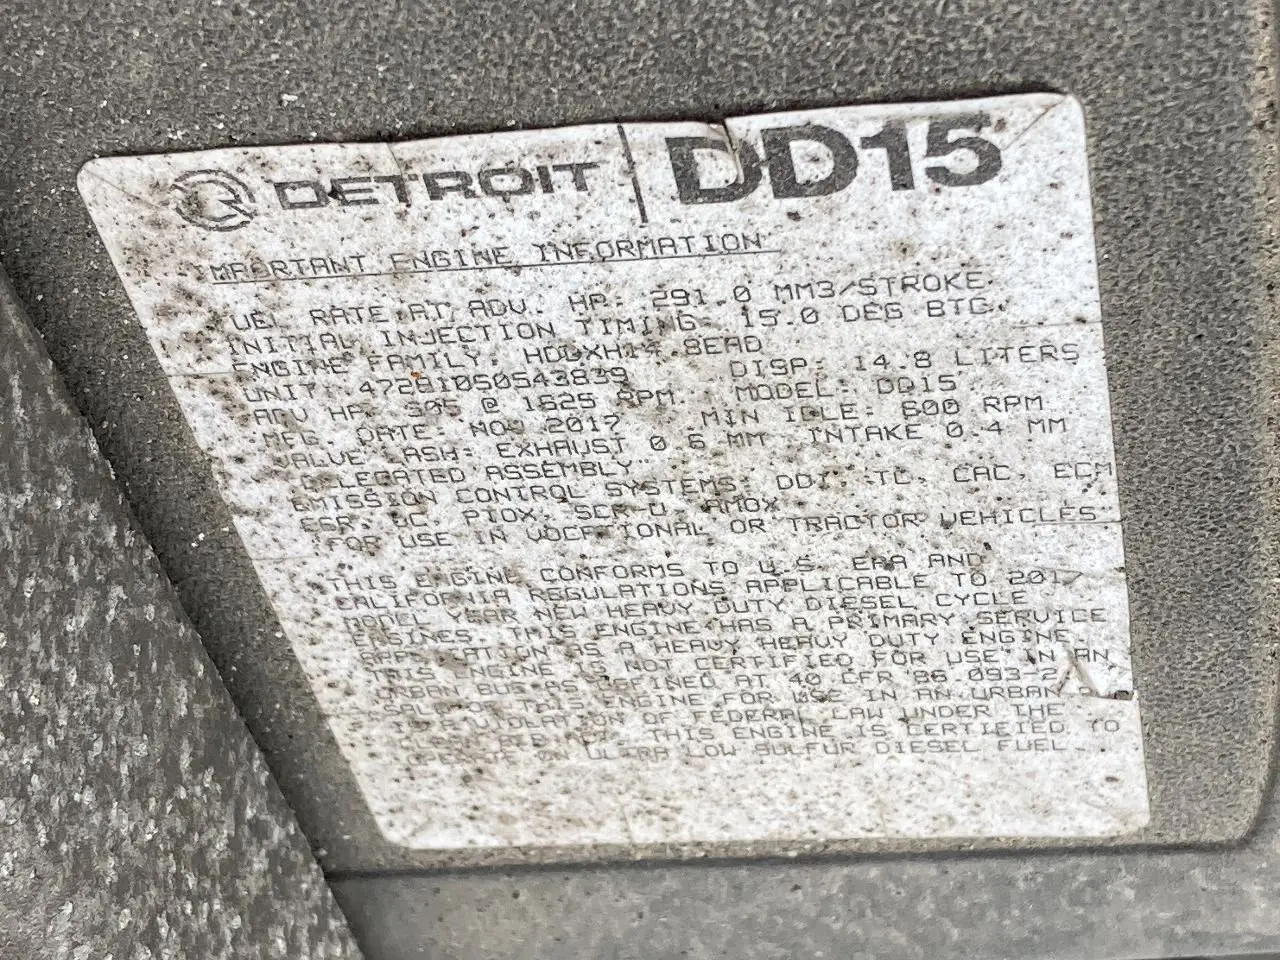 DETROIT DD15
IMPORTANT ENGINE INFORMATION
UEL RATE AT ADV. HP: 291.0 MM3/STROKE
INITIAL INJECTION TIMING: 15.0 DEG BTC
ENGINE FAMILY: 8EAD
UNIT: DISP: 14.8 LITERS
ADV HP: @ 1625 RPM. MODEL: DD15
MFG. DATE: NOV 2017 MIN IDLE: 600 RPM
VALVE LASH: EXHAUST 0.6 MM INTAKE 0.4 MM
DELEGATED ASSEMBLY
EMISSION CONTROL SYSTEMS: TC, CAC, ECM
EGR, OC, PTOX, SCR-U, AMOX
FOR USE IN VOCATIONAL OR TRACTOR VEHICLES
THIS ENGINE CONFORMS TO U.S. EPA AND
CALIFORNIA REGULATIONS APPLICABLE TO 2017
MODEL YEAR NEW HEAVY DUTY DIESEL CYCLE
ENGINES. THIS ENGINE HAS A PRIMARY SERVICE
APPLICATION AS A HEAVY HEAVY DUTY ENGINE.
THIS ENGINE IS NOT CERTIFIED FOR USE IN AN
URBAN BUS AS DEFINED AT 40 CFR 86.093-2
SALE OF THIS ENGINE FOR USE IN AN URBAN
VIOLATION OF FEDERAL LAW UNDER THE
THIS ENGINE IS CERTIFIED TO
OPERATE ON ULTRA LOW SULFUR DIESEL FUEL